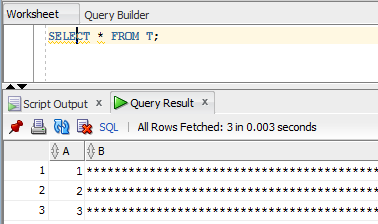 Worksheet Query Builder
SELECT * FROM T;
Script Output x Query Result x
SQL | All Rows Fetched: 3 in 0.003 seconds
A B
1 1 ******************************************
2 2 ******************************************
3 3 ******************************************